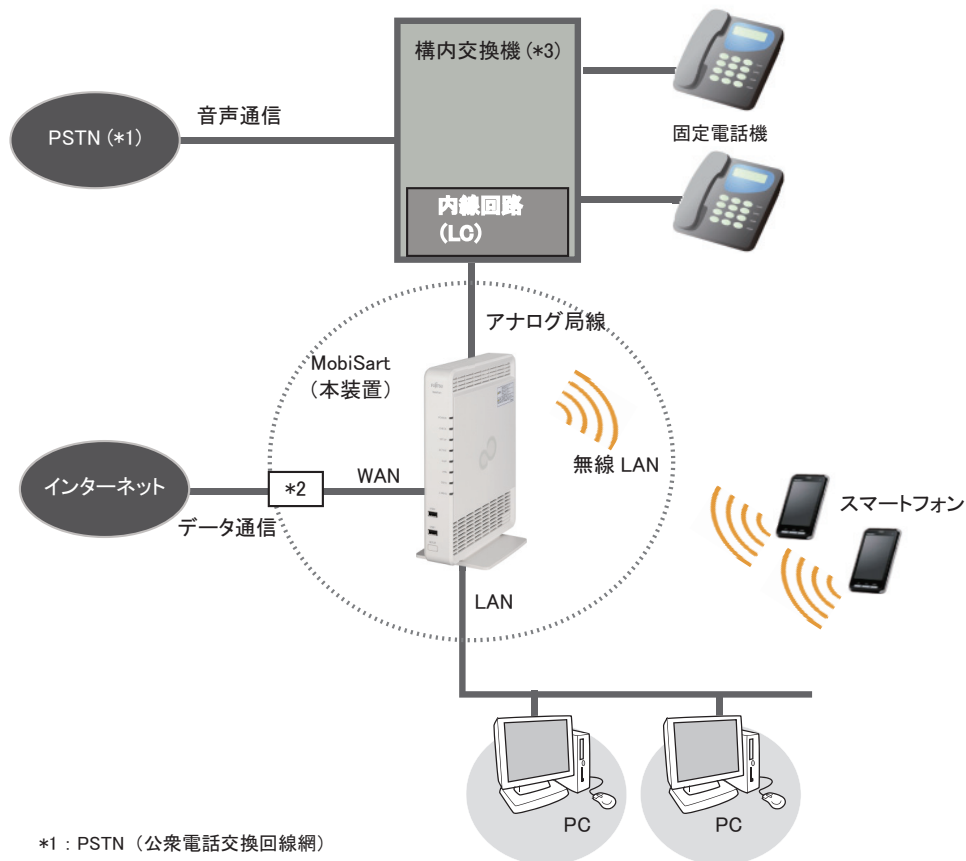 構内交換機(*3)
音声通信
PSTN(*1)
固定電話機
内線回路
(LC)
アナログ局線
MobiSart
(本装置)
無線 LAN
インターネット
*2
WAN
データ通信
スマートフォン
LAN
PC
PC
*1 : PSTN (公衆電話交換回線網)